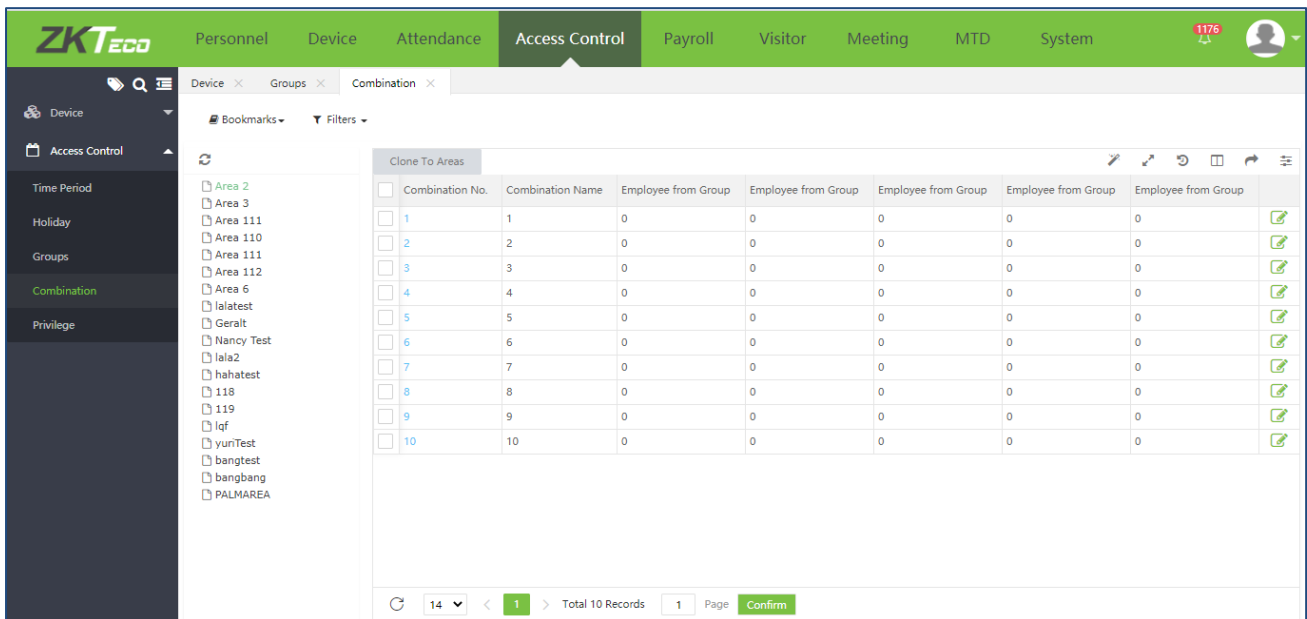 ZKTeco Personnel Device Attendance Access Control Payroll Visitor Meeting MTD System 1176
Device Groups Combination
Device
Bookmarks Filters
Access Control
Clone To Areas
Time Period
Holiday
Groups
Combination
Privilege
Area 2
Area 3
Area 111
Area 110
Area 111
Area 112
Area 6
lalatest
Geralt
Nancy Test
lala2
hahatest
118
119
lqf
yuriTest
bangtest
bangbang
PALMAREA
Combination No. Combination Name Employee from Group Employee from Group Employee from Group Employee from Group Employee from Group
1 1 0 0 0 0 0
2 2 0 0 0 0 0
3 3 0 0 0 0 0
4 4 0 0 0 0 0
5 5 0 0 0 0 0
6 6 0 0 0 0 0
7 7 0 0 0 0 0
8 8 0 0 0 0 0
9 9 0 0 0 0 0
10 10 0 0 0 0 0
14 < 1 > Total 10 Records 1 Page Confirm